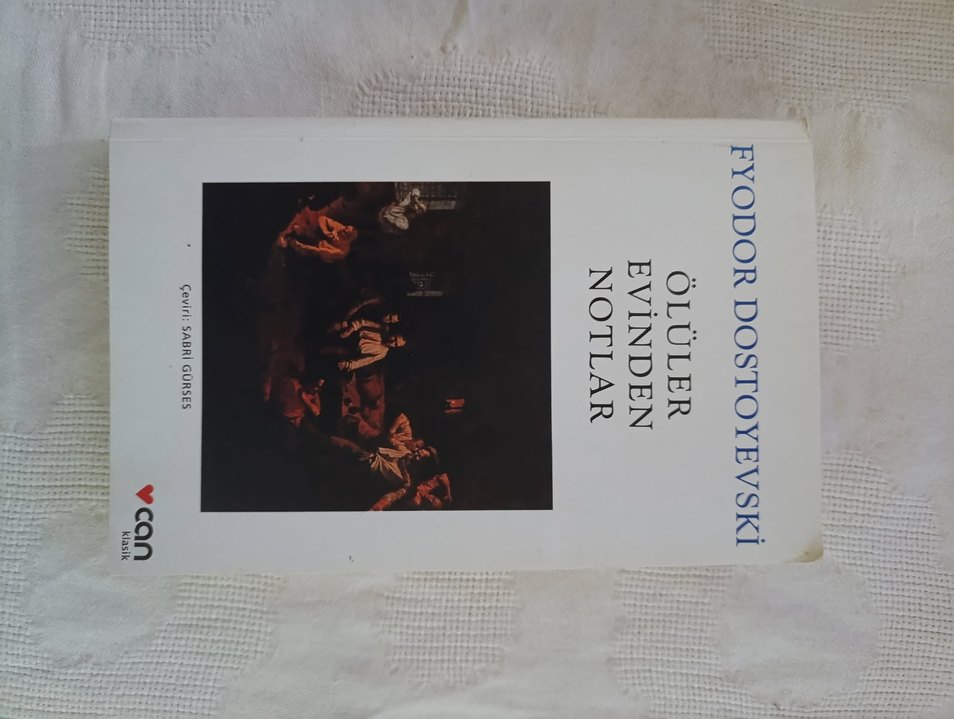 FYODOR DOSTOYEVSKİ
ÖLÜLER
EVİNDEN
NOTLAR
Çeviri: SABRİ GÜRSES
can
klasik